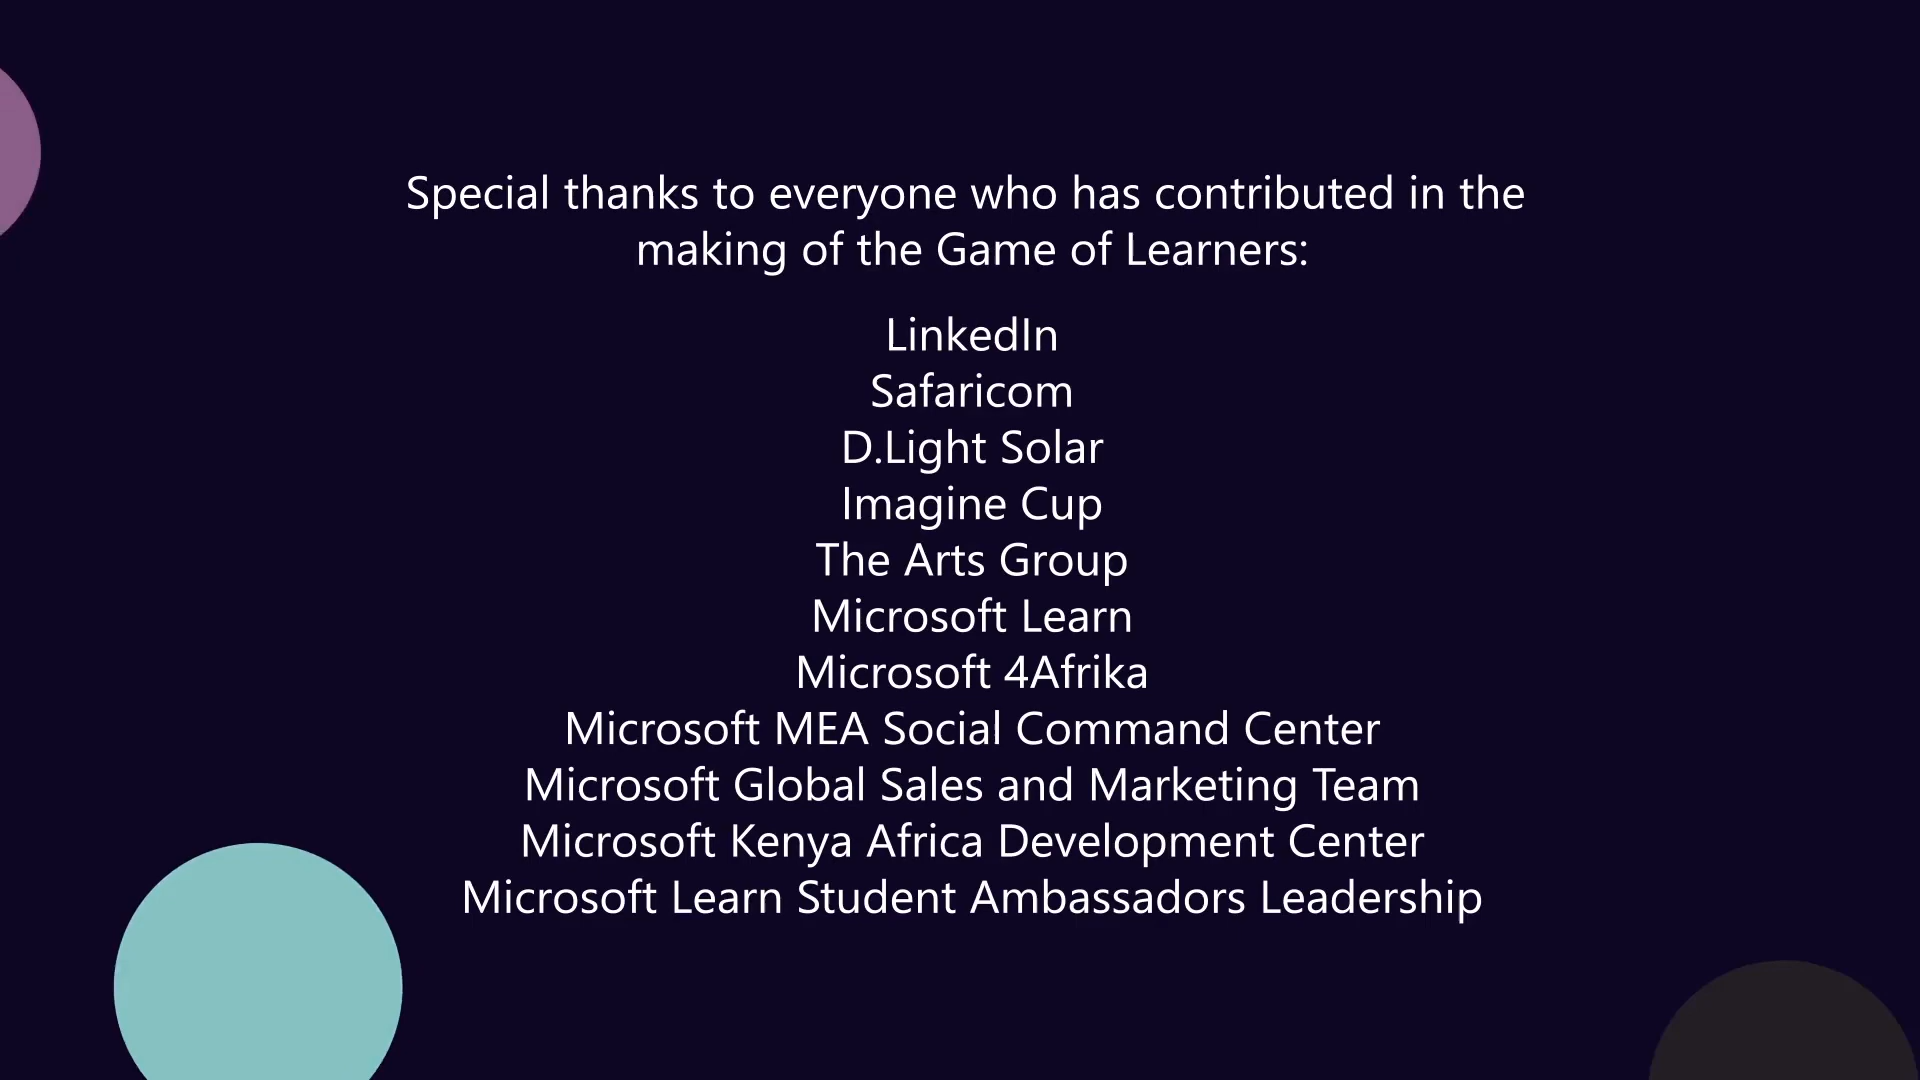 Special thanks to everyone who has contributed in the
making of the Game of Learners:
LinkedIn
Safaricom
D.Light Solar
Imagine Cup
The Arts Group
Microsoft Learn
Microsoft 4Afrika
Microsoft MEA Social Command Center
Microsoft Global Sales and Marketing Team
Microsoft Kenya Africa Development Center
Microsoft Learn Student Ambassadors Leadership